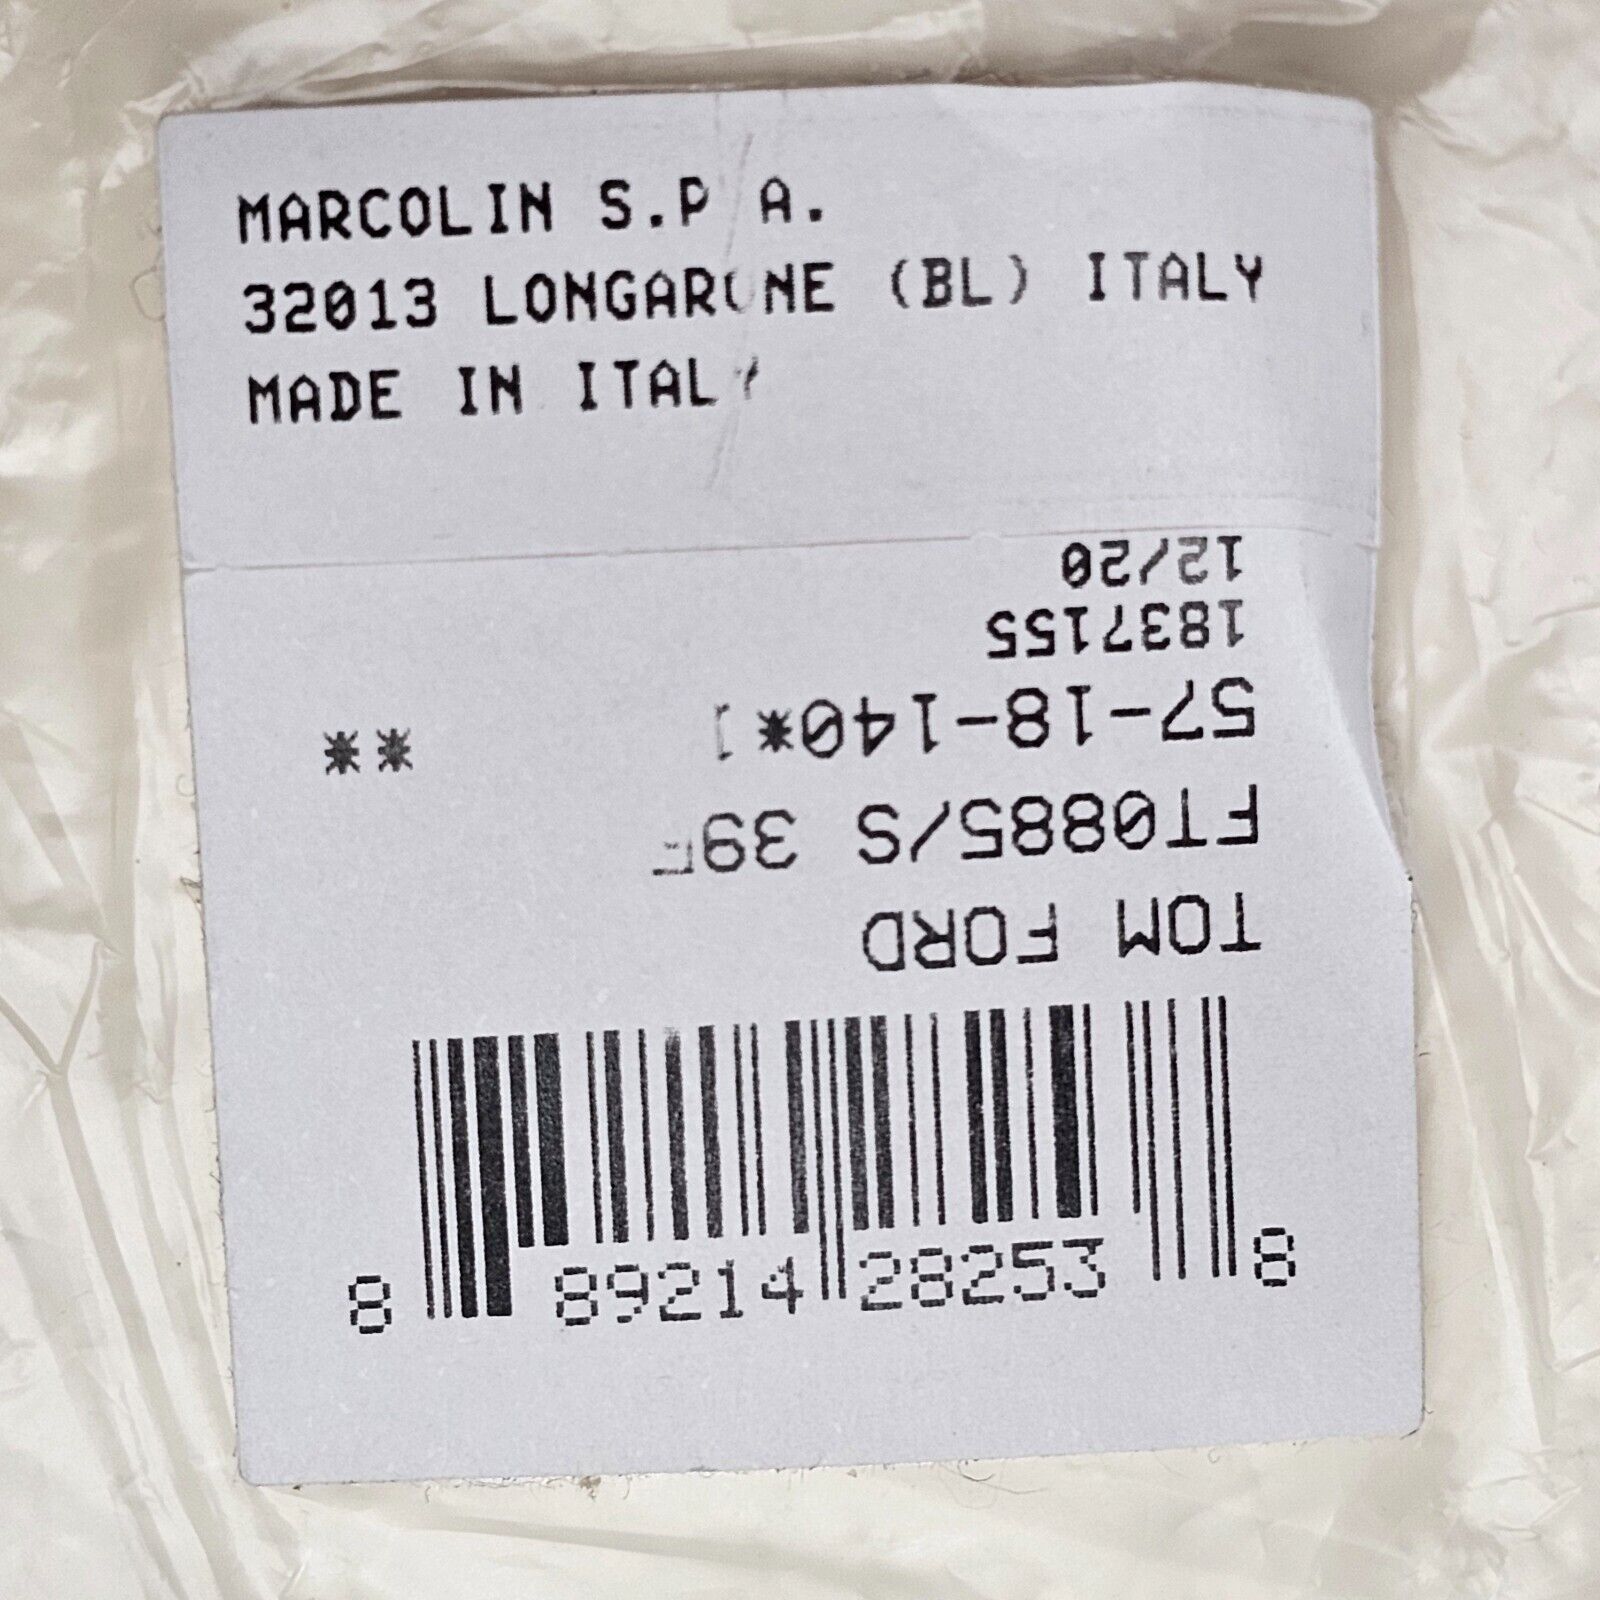 MARCOLIN S.P A.
32013 LONGARONE (BL) ITALY
MADE IN ITALY
12/20
1837155
57-18-140*]
**
FT0885/S 39F
TOM FORD
8 89214 28253 8